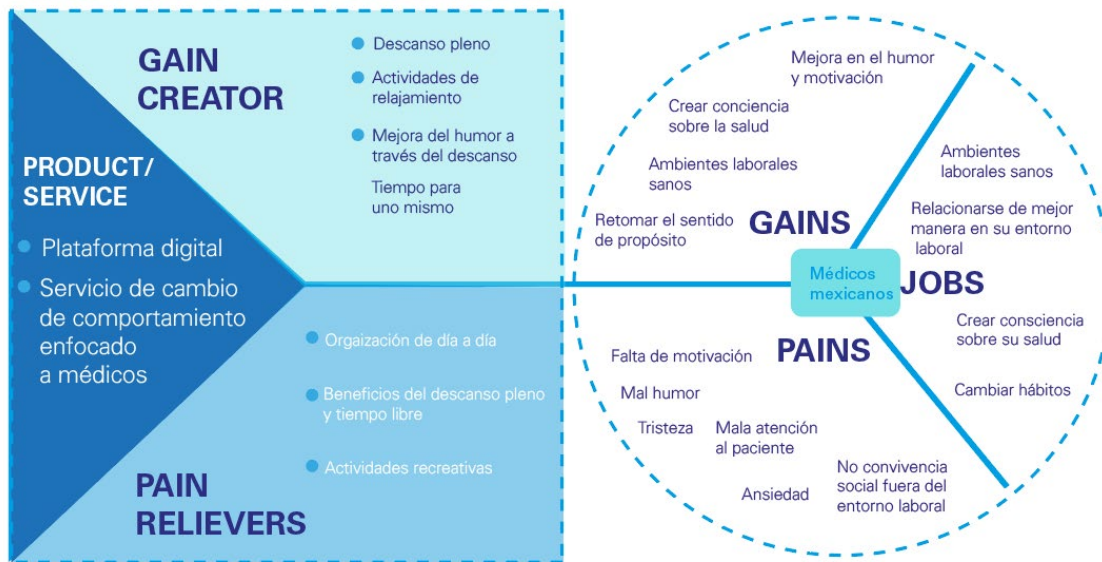 GAIN
CREATOR
Descanso pleno
Actividades de
relajamiento
Mejora del humor a
través del descanso
Tiempo para
uno mismo
PRODUCT/
SERVICE
Plataforma digital
Servicio de cambio
de comportamiento
enfocado
a médicos
Orgaización de día a día
Beneficios del descanso pleno
y tiempo libre
Actividades recreativas
PAIN
RELIEVERS
Mejora en el humor
y motivación
Crear conciencia
sobre la salud
Ambientes laborales
sanos
Retomar el sentido
de propósito
GAINS
Médicos
mexicanos
Ambientes
laborales sanos
Relacionarse de mejor
manera en su entorno
laboral
JOBS
Crear consciencia
sobre su salud
Cambiar hábitos
PAINS
Falta de motivación
Mal humor
Tristeza
Mala atención
al paciente
Ansiedad
No convivencia
social fuera del
entorno laboral